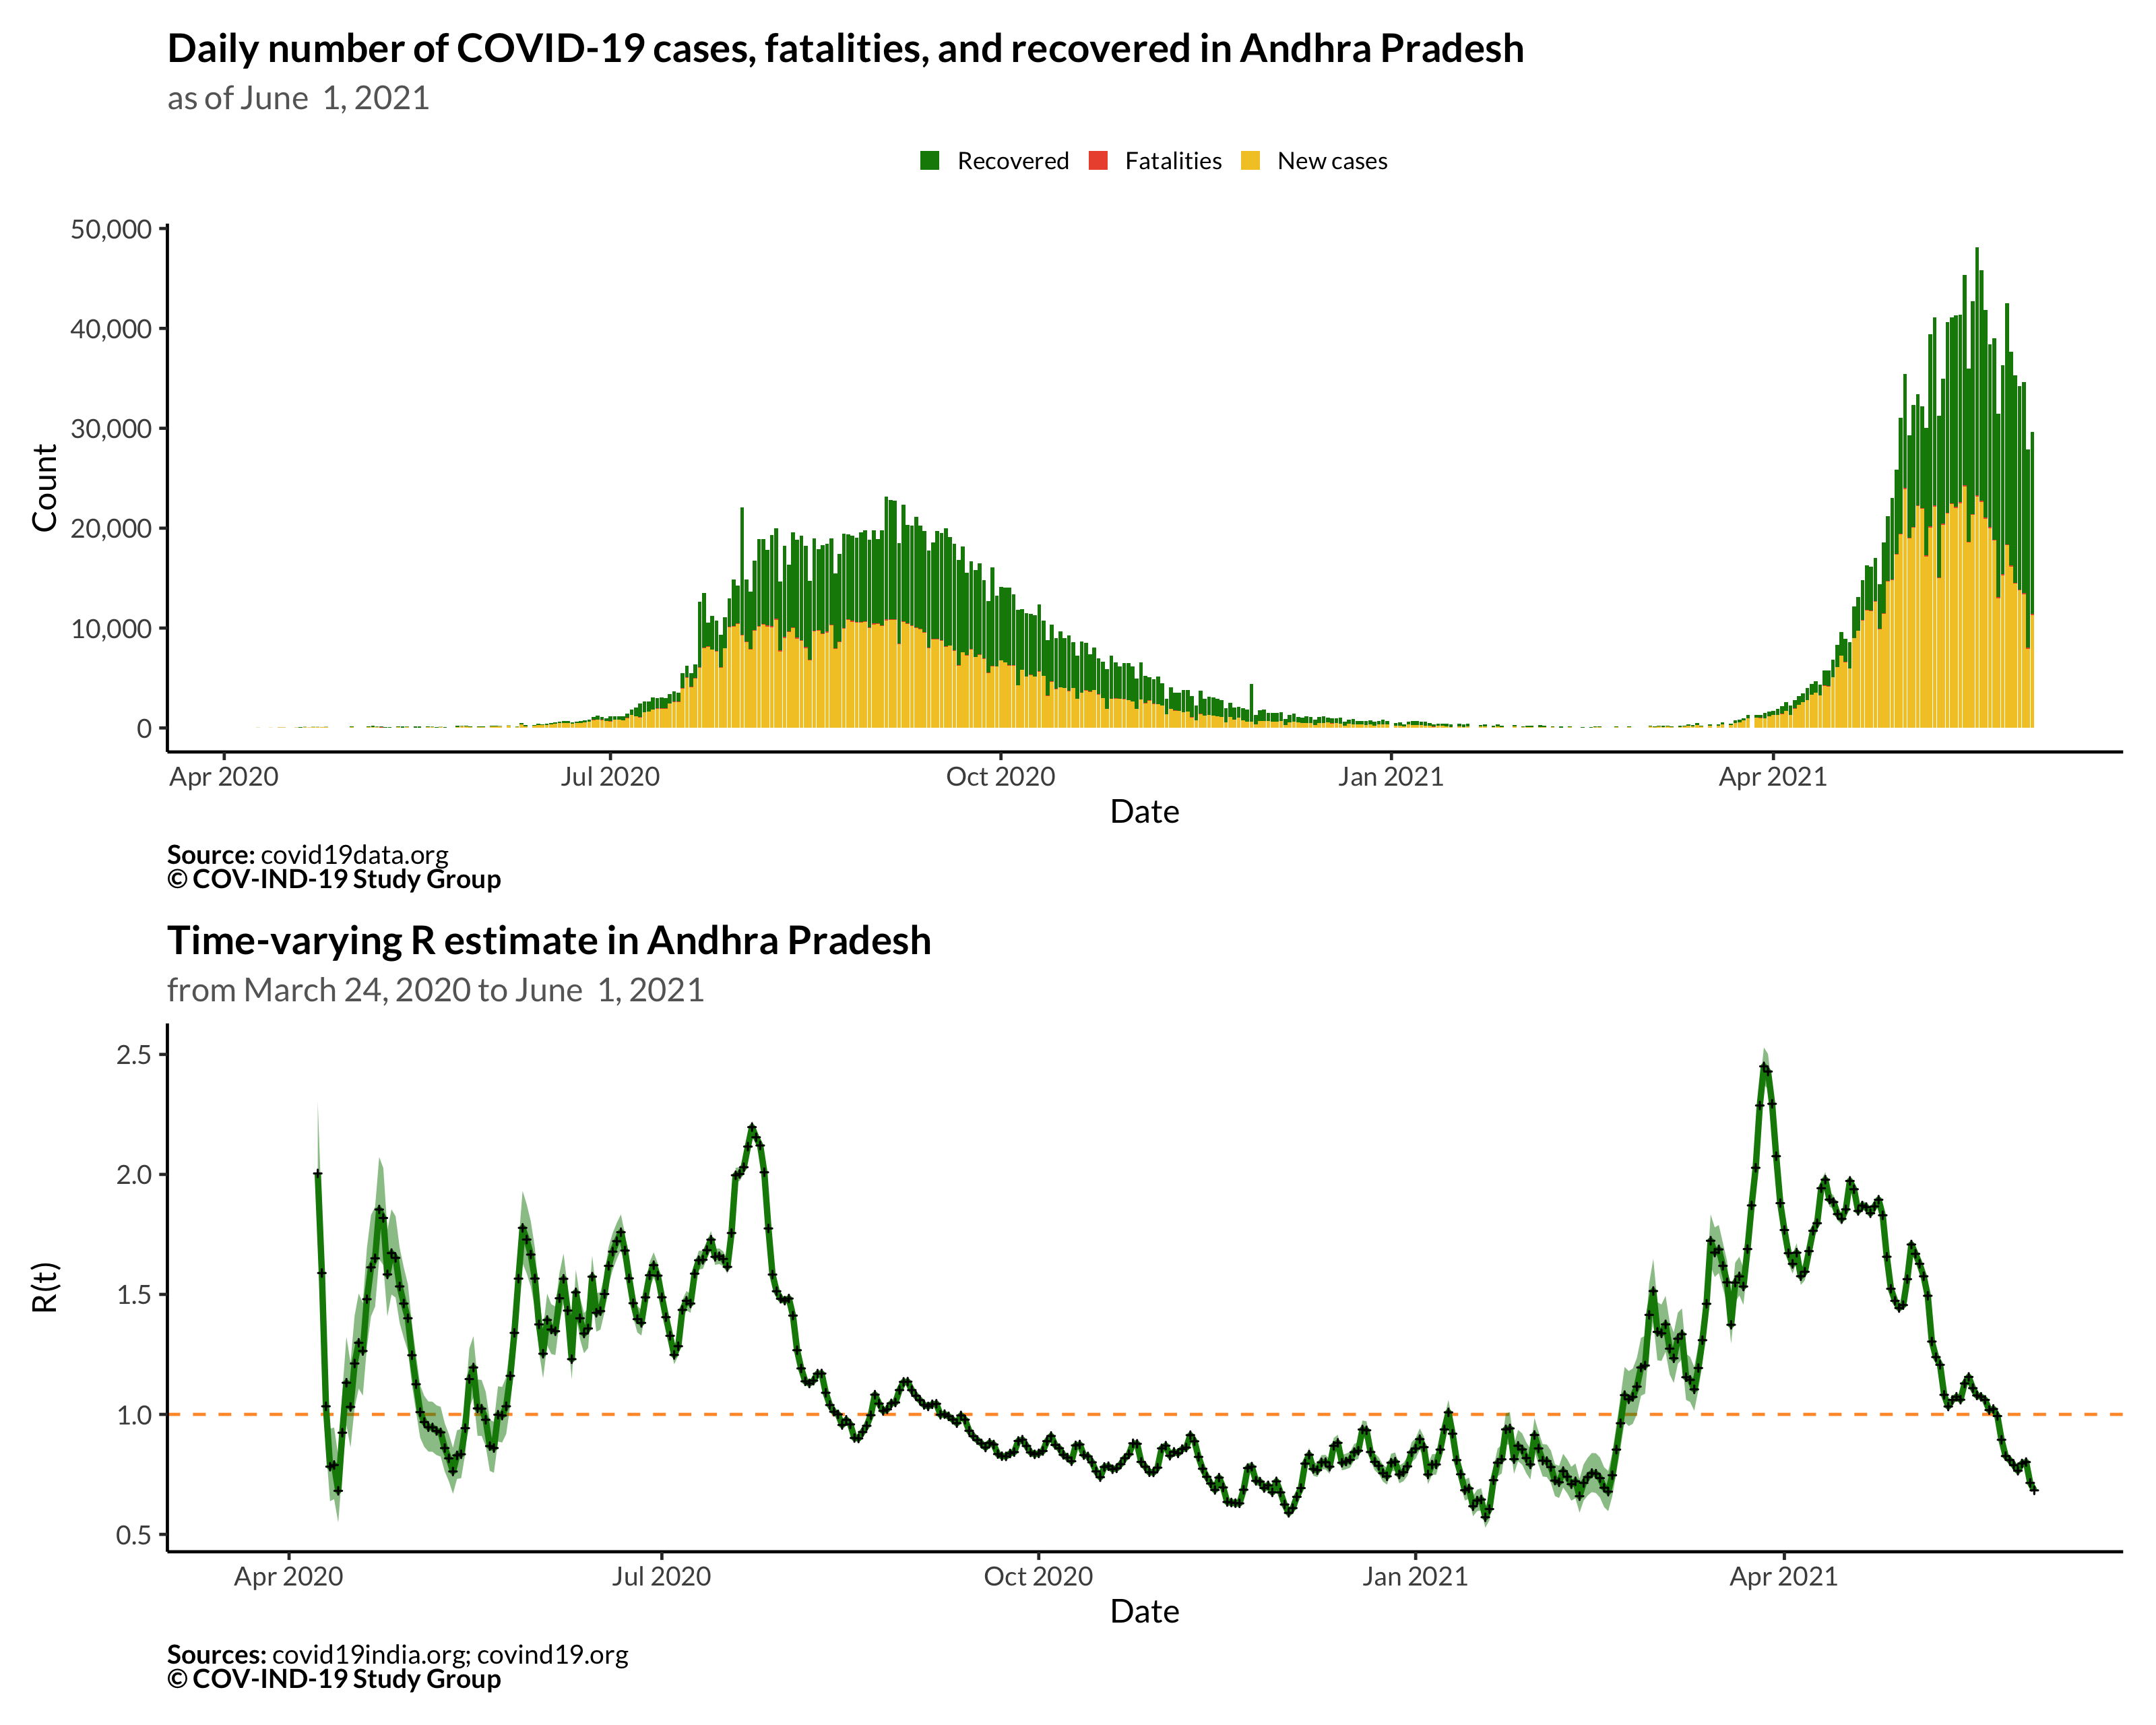 Daily number of COVID-19 cases, fatalities, and recovered in Andhra Pradesh
as of June  1, 2021
Recovered Fatalities New cases
50,000
40,000
30,000
20,000
10,000
0
Count
Apr 2020 Jul 2020 Oct 2020 Jan 2021 Apr 2021
Date
Source: covid19data.org
© COV-IND-19 Study Group
Time-varying R estimate in Andhra Pradesh
from March 24, 2020 to June  1, 2021
2.5
2.0
1.5
1.0
0.5
R(t)
Apr 2020 Jul 2020 Oct 2020 Jan 2021 Apr 2021
Date
Sources: covid19india.org; covind19.org
© COV-IND-19 Study Group